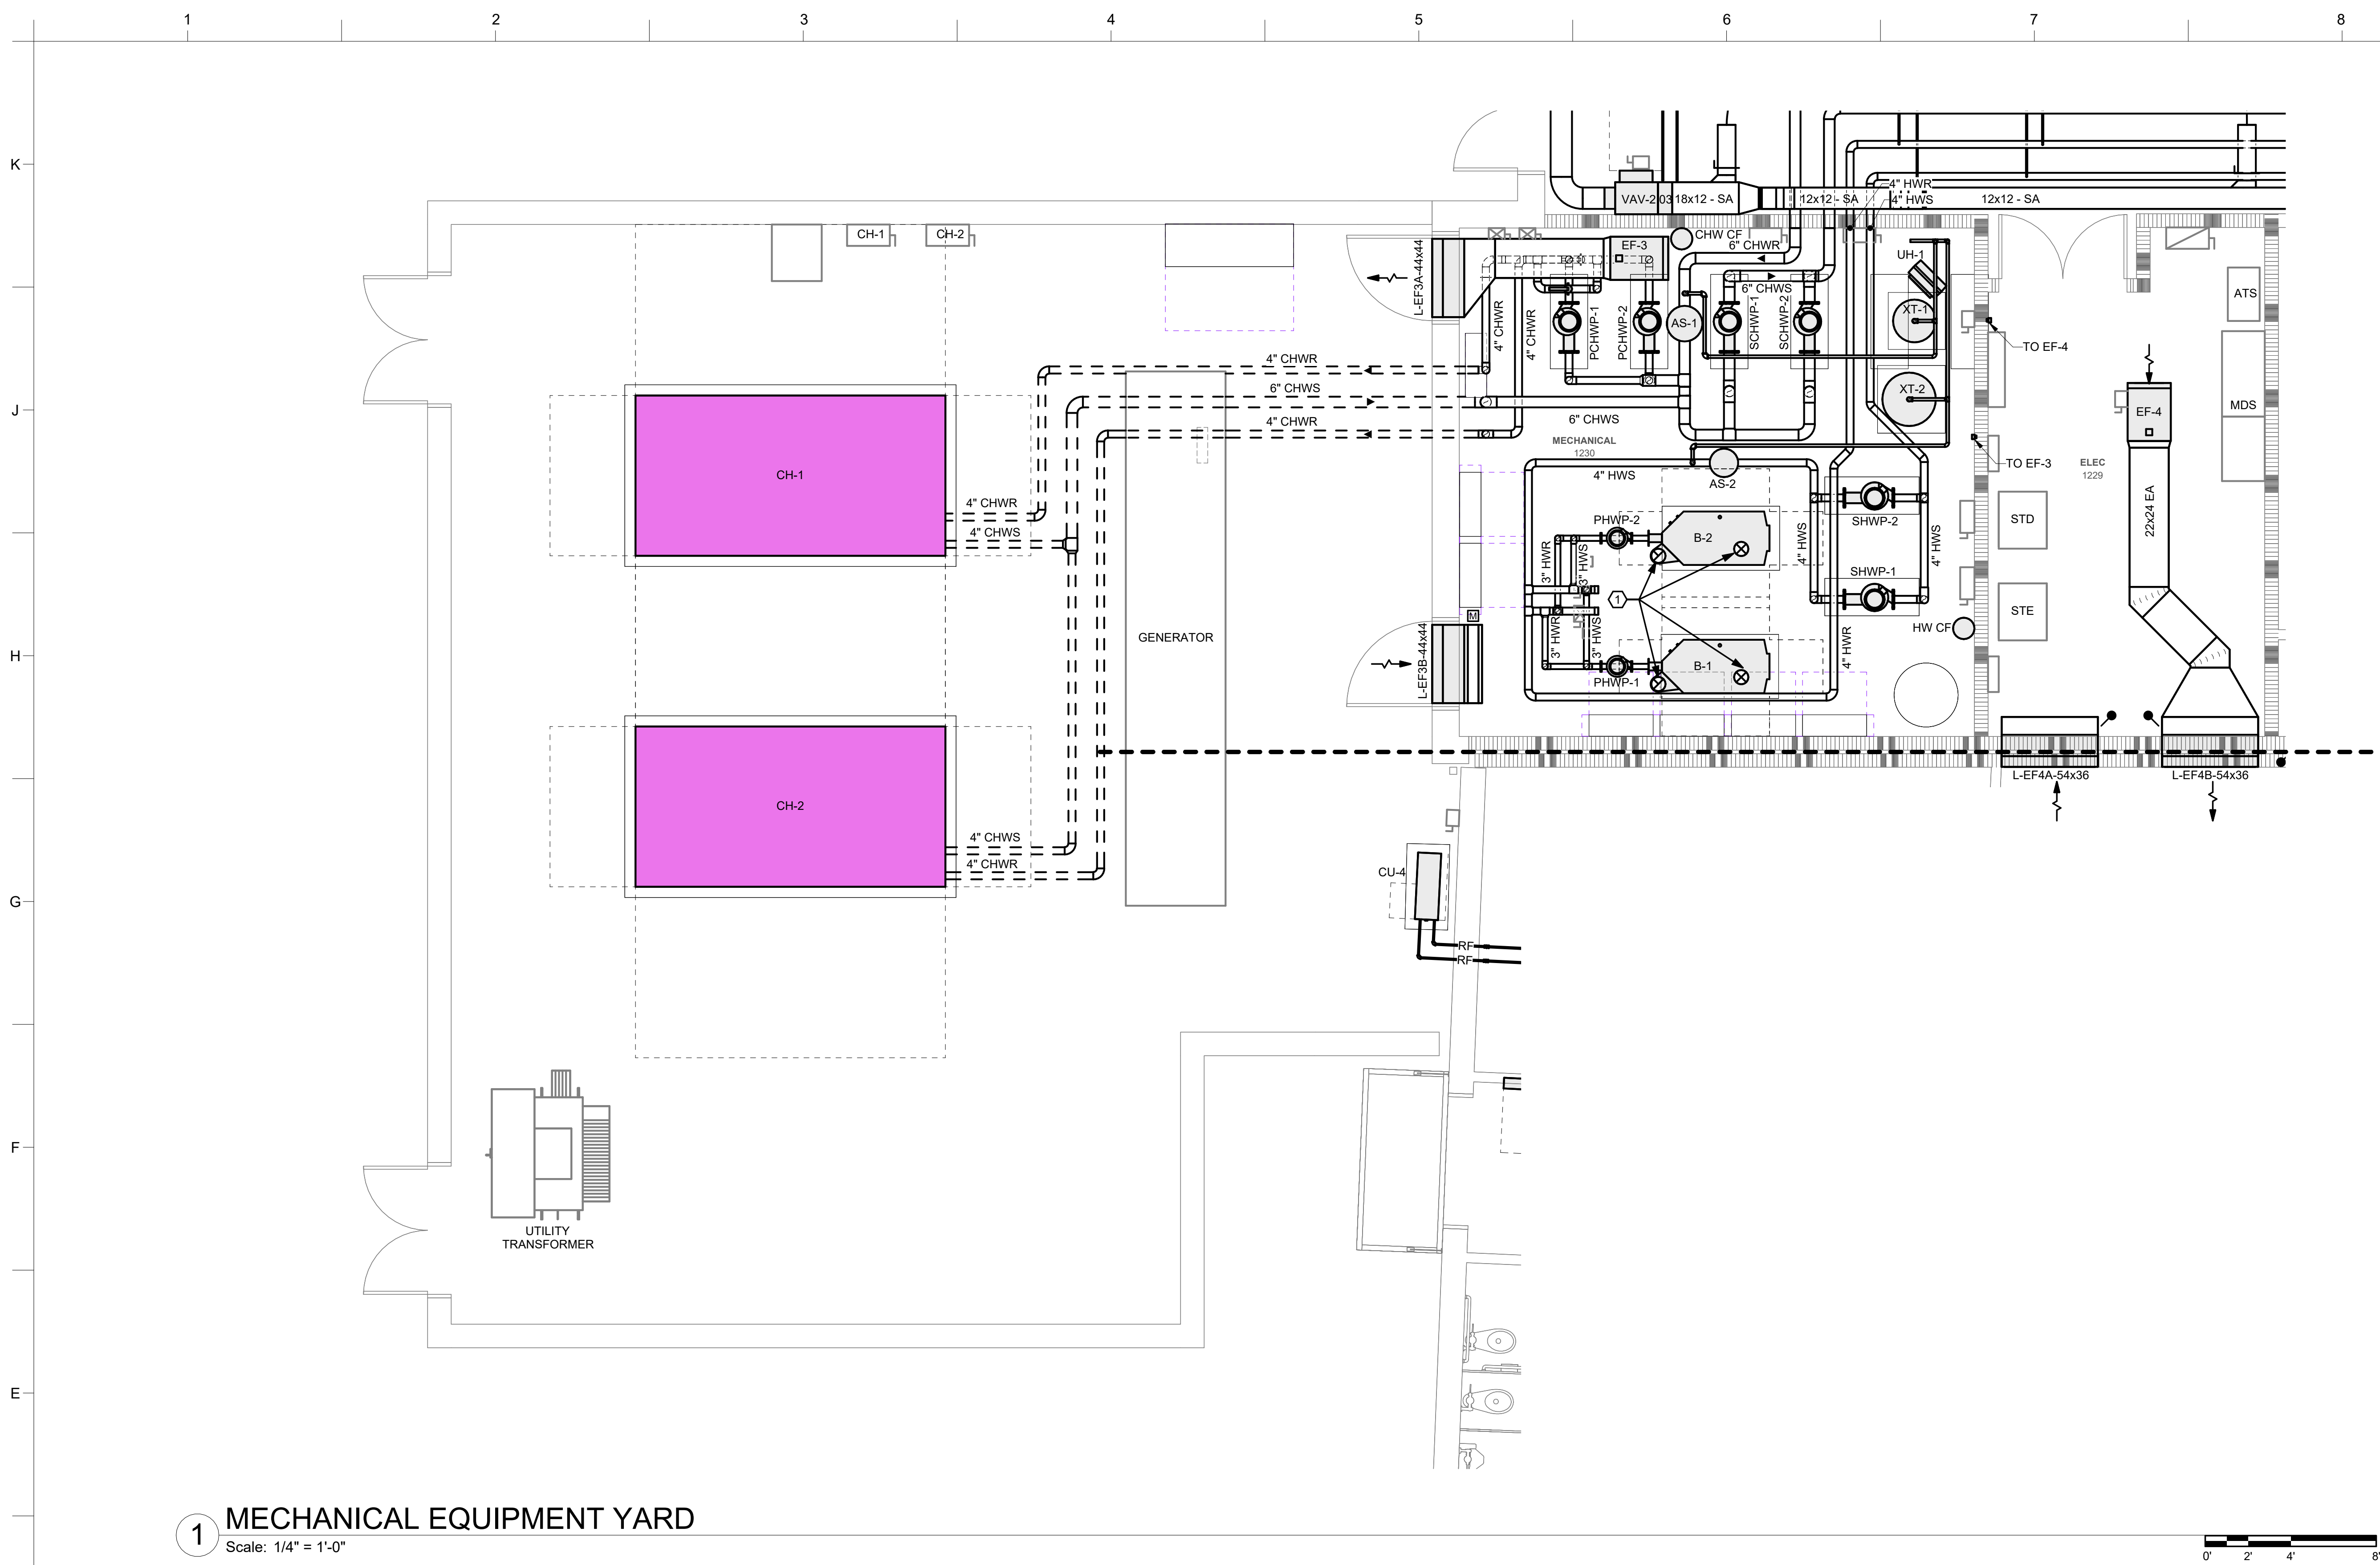 1 2 3 4 5 6 7 8
K
J
H
G
F
E
4" HWR
4" HWS
VAV-2 03 18x12 - SA
12x12 - SA
12x12 - SA
CH-1
CH-2
L-EF3A-44x44
EF-3
CHW CF
6" CHWR
6" CHWS
UH-1
XT-1
XT-2
ATS
MDS
4" CHWR
4" CHWR
PCHWP-1
PCHWP-2
AS-1
SCHWP-1
SCHWP-2
TO EF-4
TO EF-3
4" CHWR
6" CHWS
4" CHWR
6" CHWS
MECHANICAL
1230
ELEC
1229
EF-4
22x24 EA
CH-1
4" CHWR
4" CHWS
4" HWS
AS-2
SHWP-2
PHWP-2
B-2
STD
4" HWS
4" HWS
3" HWR
3" HWS
1
SHWP-1
STE
HW CF
M
GENERATOR
L-EF3B-44x44
3" HWR
3" HWS
B-1
PHWP-1
4" HWR
L-EF4A-54x36
L-EF4B-54x36
CH-2
4" CHWS
4" CHWR
CU-4
RF
RF
UTILITY
TRANSFORMER
1 MECHANICAL EQUIPMENT YARD
Scale: 1/4" = 1'-0"
0' 2' 4' 8'